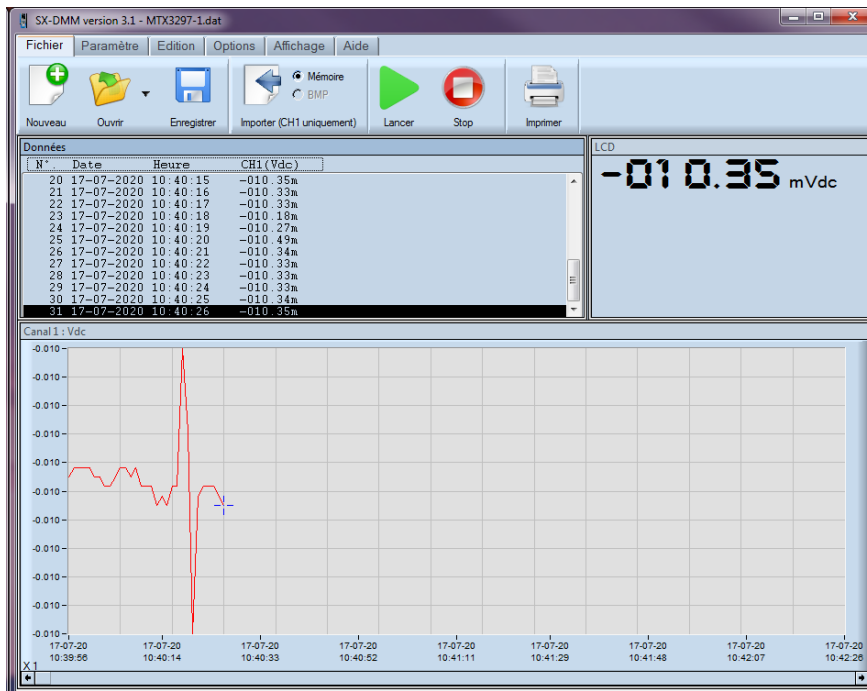 SX-DMM version 3.1 - MTX3297-1.dat
Fichier Paramètre Edition Options Affichage Aide
Mémoire
BMP
Nouveau Ouvrir Enregistrer Importer (CH1 uniquement) Lancer Stop Imprimer
Données
N°. Date Heure CH1(Vdc)
20 17-07-2020 10:40:15 -010.35m
21 17-07-2020 10:40:16 -010.33m
22 17-07-2020 10:40:17 -010.33m
23 17-07-2020 10:40:18 -010.18m
24 17-07-2020 10:40:19 -010.27m
25 17-07-2020 10:40:20 -010.49m
26 17-07-2020 10:40:21 -010.34m
27 17-07-2020 10:40:22 -010.33m
28 17-07-2020 10:40:23 -010.33m
29 17-07-2020 10:40:24 -010.33m
30 17-07-2020 10:40:25 -010.34m
31 17-07-2020 10:40:26 -010.35m
LCD
-010.35 mVdc
Canal 1 : Vdc
-0.010
-0.010
-0.010
-0.010
-0.010
-0.010
-0.010
-0.010
-0.010
-0.010
-0.010
17-07-20 17-07-20 17-07-20 17-07-20 17-07-20 17-07-20 17-07-20 17-07-20 17-07-20
10:39:56 10:40:14 10:40:33 10:40:52 10:41:11 10:41:29 10:41:48 10:42:07 10:42:26
X 1